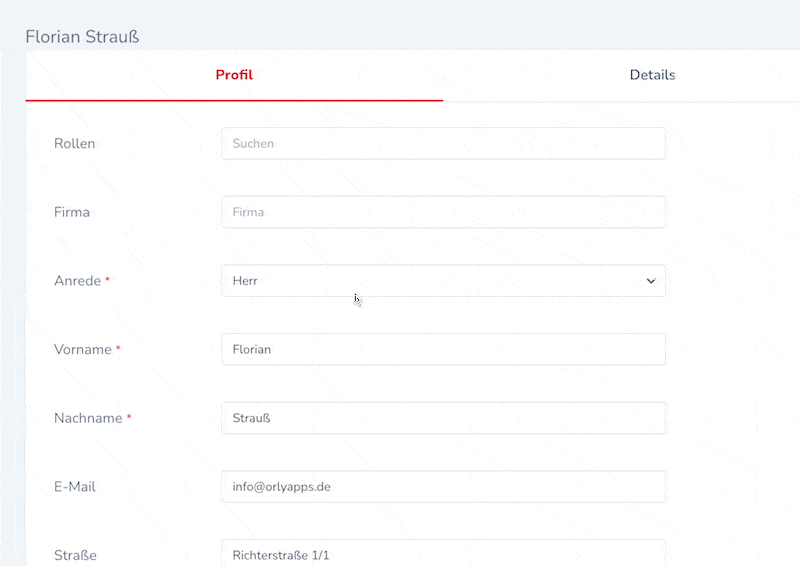 Florian Strauß
Profil Details
Rollen Suchen
Firma Firma
Anrede * Herr
Vorname * Florian
Nachname * Strauß
E-Mail info@orlyapps.de
Straße Richterstraße 1/1